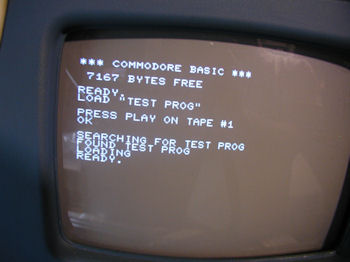 *** COMMODORE BASIC ***
7167 BYTES FREE
READY.
LOAD "TEST PROG"
PRESS PLAY ON TAPE #1
OK
SEARCHING FOR TEST PROG
FOUND TEST PROG
LOADING
READY.